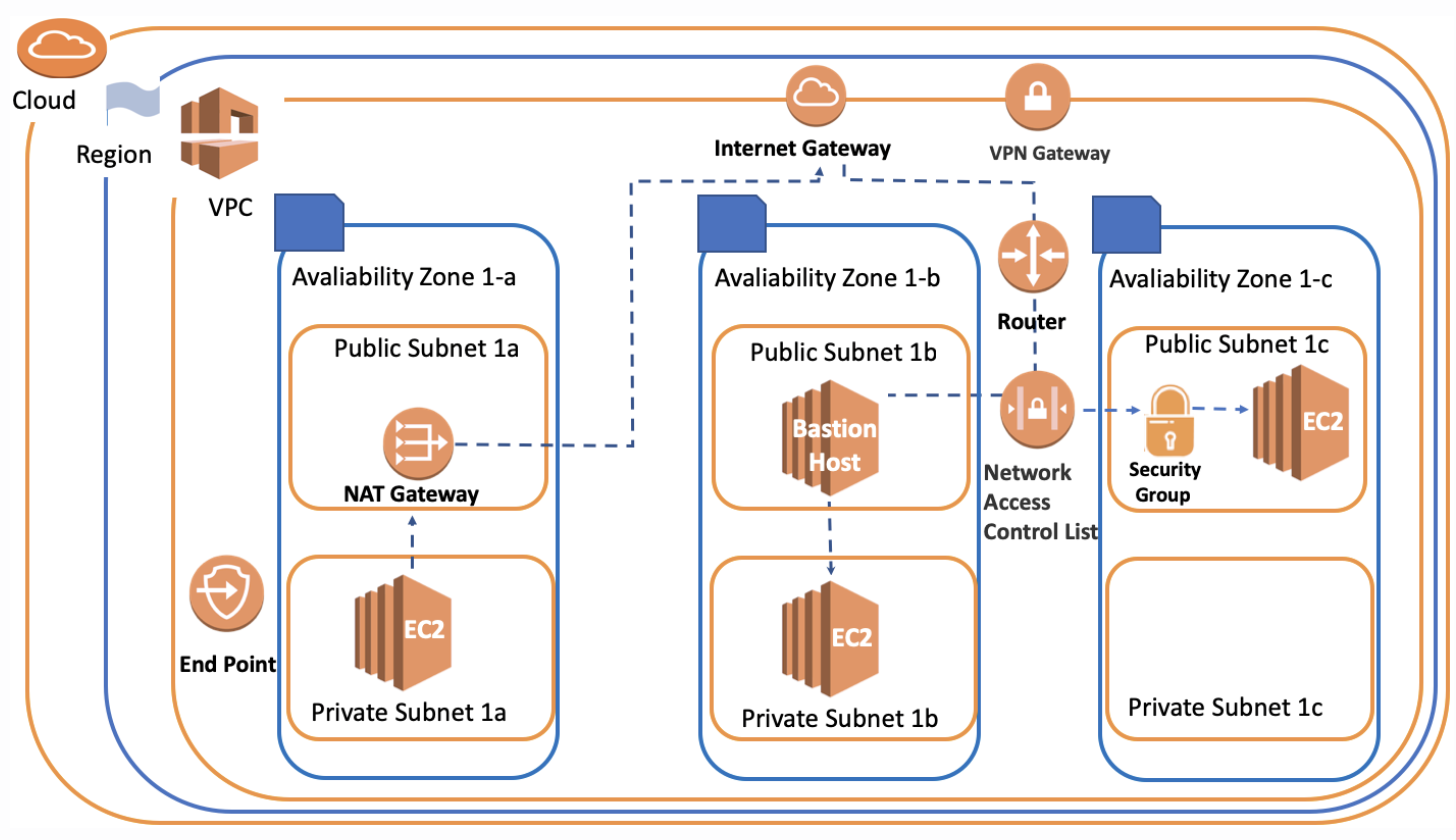 Cloud
Region
VPC
Internet Gateway
VPN Gateway
Avaliability Zone 1-a
Public Subnet 1a
NAT Gateway
End Point
EC2
Private Subnet 1a
Avaliability Zone 1-b
Public Subnet 1b
Bastion
Host
EC2
Private Subnet 1b
Router
Network
Access
Control List
Avaliability Zone 1-c
Public Subnet 1c
Security
Group
EC2
Private Subnet 1c